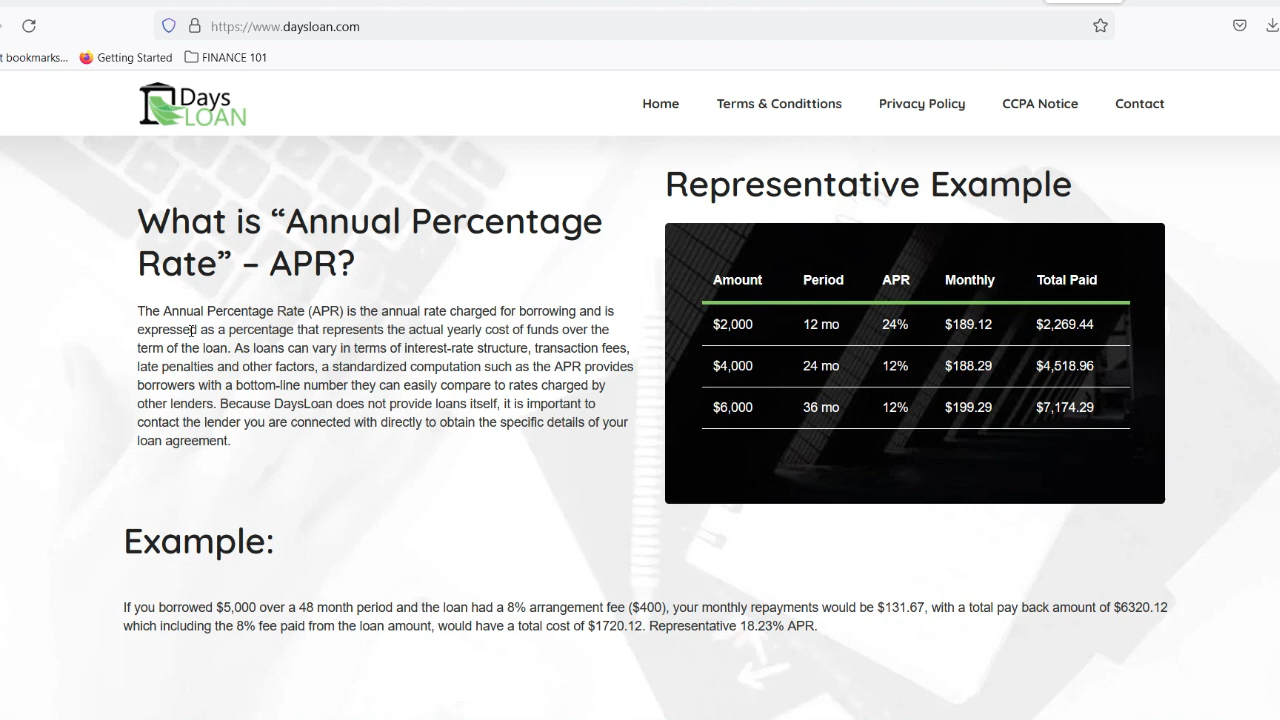 https://www.daysloan.com
t bookmarks...
Getting Started
FINANCE 101
Days
LOAN
Home
Terms & Condittions
Privacy Policy
CCPA Notice
Contact
What is “Annual Percentage
Rate” – APR?
The Annual Percentage Rate (APR) is the annual rate charged for borrowing and is
expressed as a percentage that represents the actual yearly cost of funds over the
term of the loan. As loans can vary in terms of interest-rate structure, transaction fees,
late penalties and other factors, a standardized computation such as the APR provides
borrowers with a bottom-line number they can easily compare to rates charged by
other lenders. Because DaysLoan does not provide loans itself, it is important to
contact the lender you are connected with directly to obtain the specific details of your
loan agreement.
Representative Example
Amount Period APR Monthly Total Paid
$2,000 12 mo 24% $189.12 $2,269.44
$4,000 24 mo 12% $188.29 $4,518.96
$6,000 36 mo 12% $199.29 $7,174.29
Example:
If you borrowed $5,000 over a 48 month period and the loan had a 8% arrangement fee ($400), your monthly repayments would be $131.67, with a total pay back amount of $6320.12
which including the 8% fee paid from the loan amount, would have a total cost of $1720.12. Representative 18.23% APR.